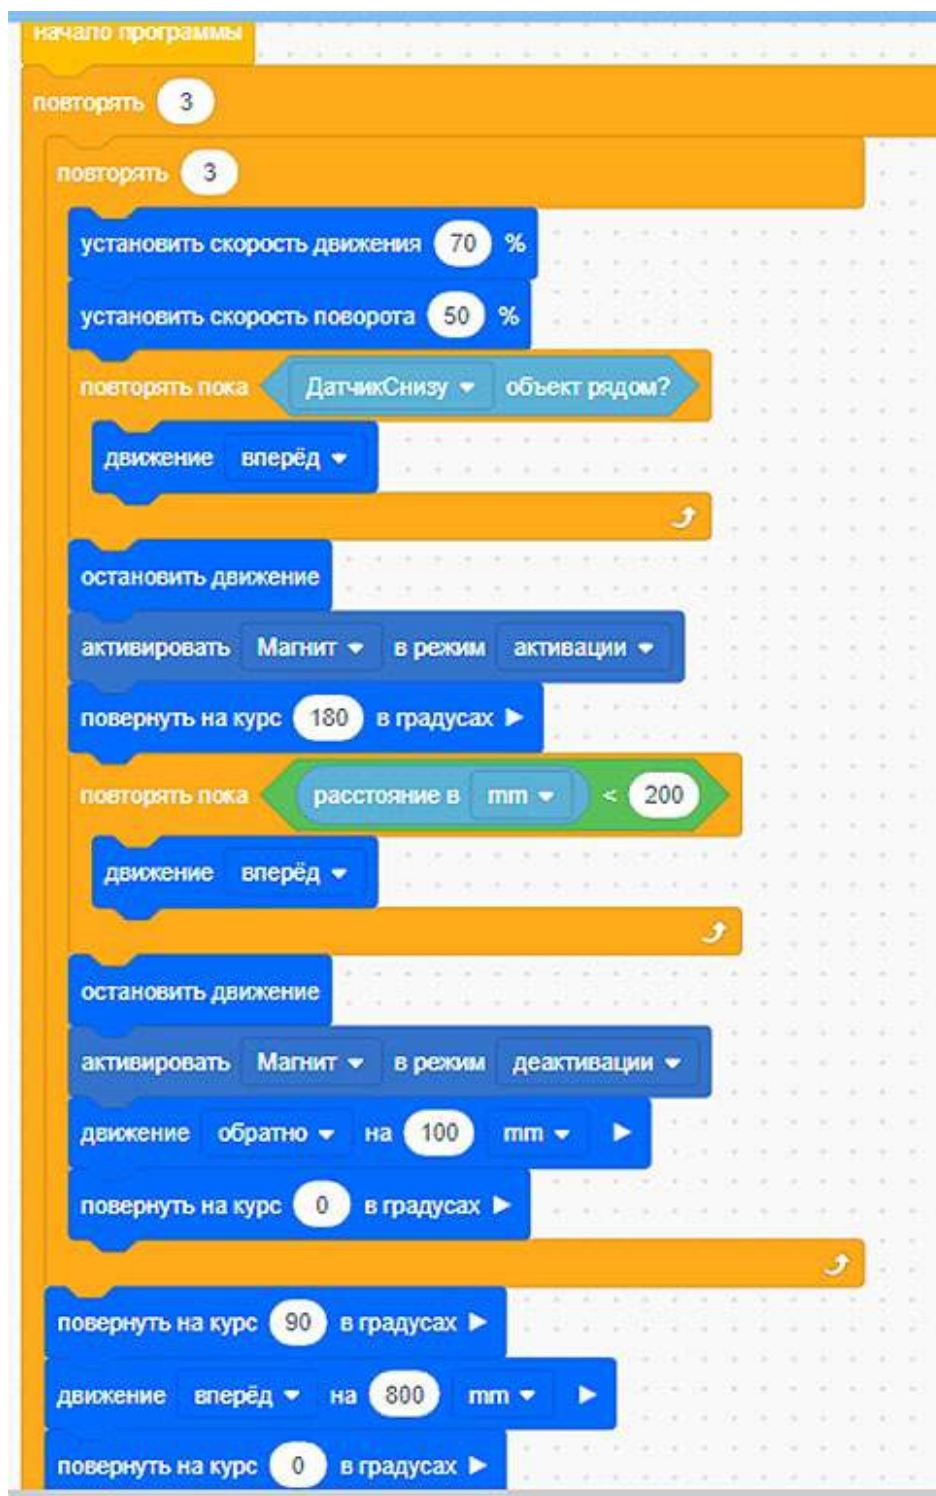 начало программы
повторять 3
повторять 3
установить скорость движения 70 %
установить скорость поворота 50 %
повторять пока ДатчикСнизу объект рядом?
движение вперёд
остановить движение
активировать Магнит в режим активации
повернуть на курс 180 в градусах
повторять пока расстояние в mm < 200
движение вперёд
остановить движение
активировать Магнит в режим деактивации
движение обратно на 100 mm
повернуть на курс 0 в градусах
повернуть на курс 90 в градусах
движение вперёд на 800 mm
повернуть на курс 0 в градусах